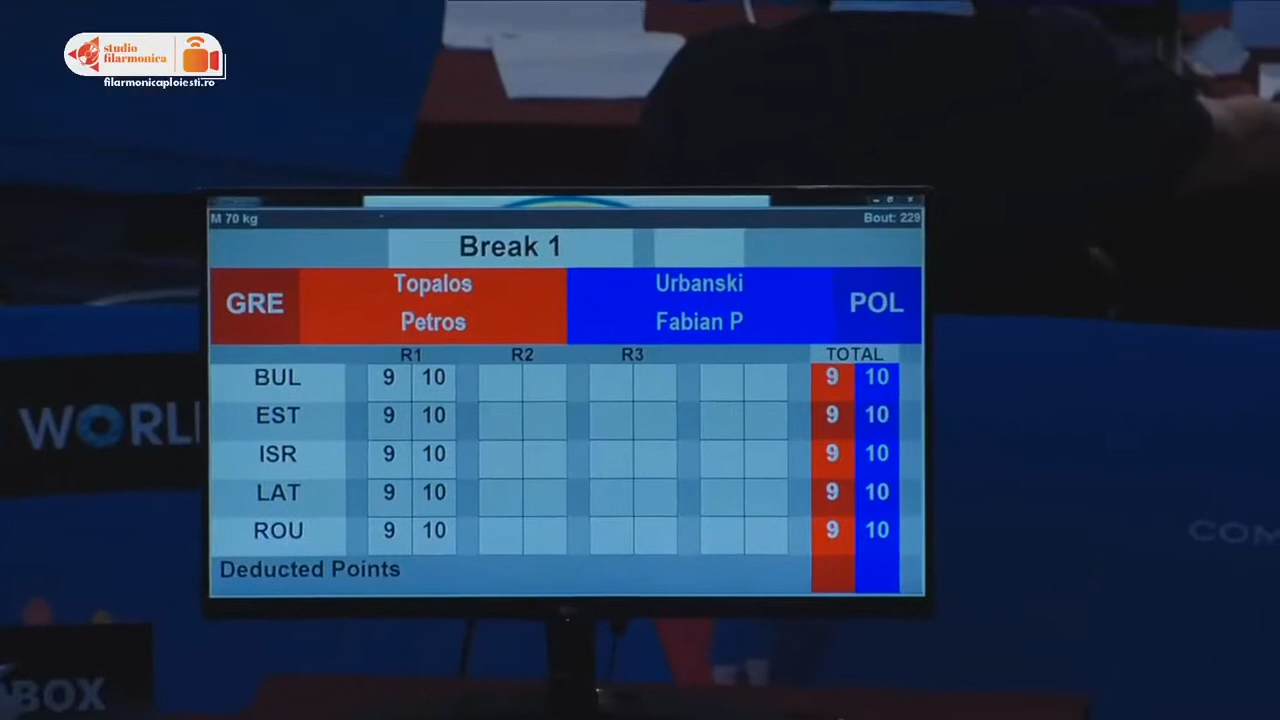 studio
filarmonica
filarmonicaploiesti.ro
M 70 kg Bout: 229
Break 1
GRE Topalos Petros Urbanski Fabian P POL
R1 R2 R3 TOTAL
BUL 9 10 9 10
EST 9 10 9 10
ISR 9 10 9 10
LAT 9 10 9 10
ROU 9 10 9 10
Deducted Points
WORL
COM
BOX